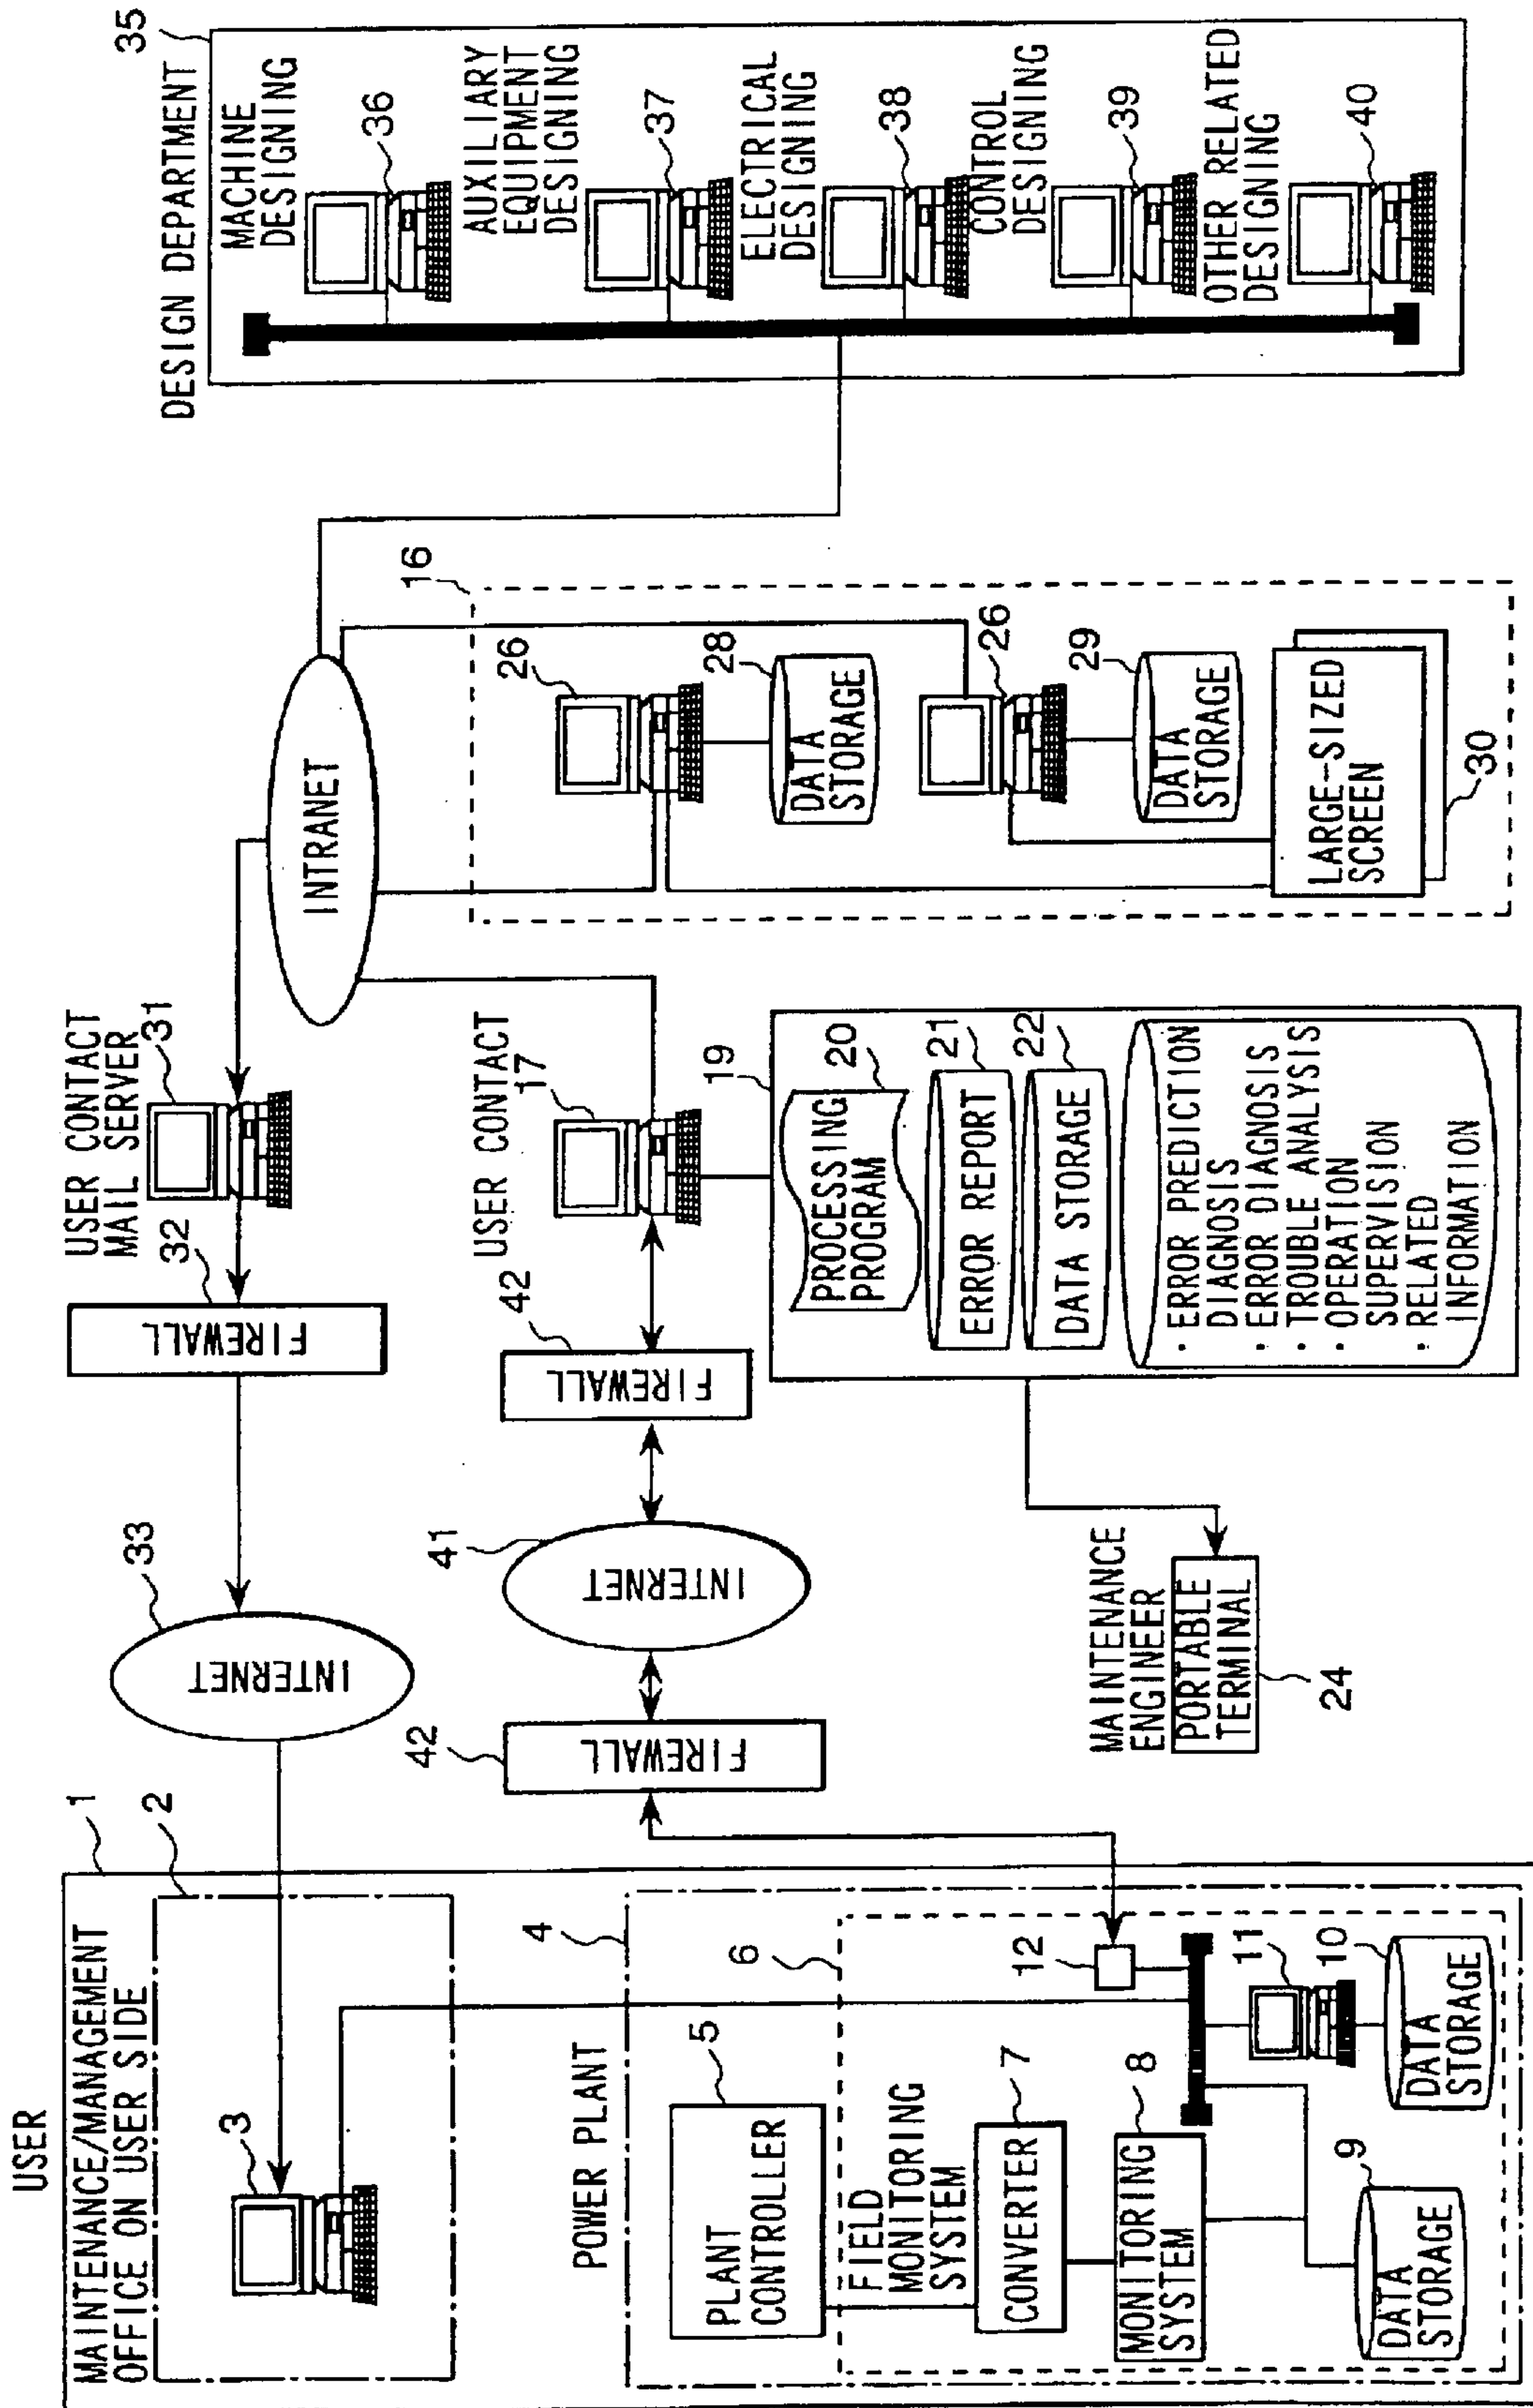 USER
1
MAINTENANCE/MANAGEMENT
OFFICE ON USER SIDE
2
3
POWER PLANT
4
PLANT
CONTROLLER
5
6
FIELD
MONITORING
SYSTEM
CONVERTER
7
MONITORING
SYSTEM
8
DATA
STORAGE
9
DATA
STORAGE
10
11
12
INTERNET
33
FIREWALL
32
USER CONTACT
MAIL SERVER
31
FIREWALL
42
INTERNET
41
FIREWALL
42
USER CONTACT
17
INTRANET
MAINTENANCE
ENGINEER
PORTABLE
TERMINAL
24
19
PROCESSING
PROGRAM
20
ERROR REPORT
21
DATA STORAGE
22
· ERROR PREDICTION
DIAGNOSIS
· ERROR DIAGNOSIS
· TROUBLE ANALYSIS
· OPERATION
SUPERVISION
· RELATED
INFORMATION
16
26
DATA
STORAGE
28
26
DATA
STORAGE
29
LARGE-SIZED
SCREEN
30
DESIGN DEPARTMENT
35
MACHINE
DESIGNING
36
AUXILIARY
EQUIPMENT
DESIGNING
37
ELECTRICAL
DESIGNING
38
CONTROL
DESIGNING
39
OTHER RELATED
DESIGNING
40